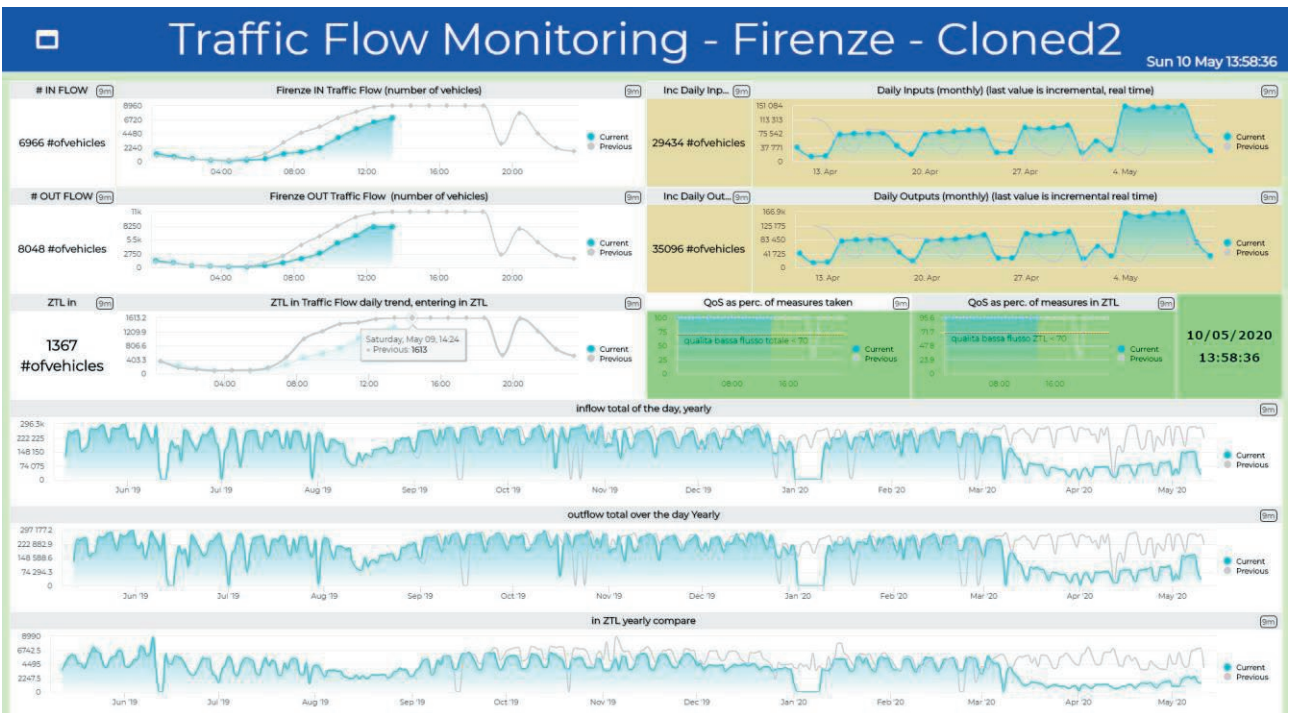 Traffic Flow Monitoring - Firenze - Cloned2
Sun 10 May 13:58:36
# IN FLOW 9m
6966 #ofvehicles
Firenze IN Traffic Flow (number of vehicles) 9m
8960
6720
4480
2240
0
04:00 08:00 12:00 16:00 20:00
Current
Previous
Inc Daily Inp... 9m
29434 #ofvehicles
Daily Inputs (monthly) (last value is incremental, real time) 9m
151 084
113 313
75 542
37 771
0
13. Apr 20. Apr 27. Apr 4. May
Current
Previous
# OUT FLOW 9m
8048 #ofvehicles
Firenze OUT Traffic Flow (number of vehicles) 9m
11k
8250
5.5k
2750
0
04:00 08:00 12:00 16:00 20:00
Current
Previous
Inc Daily Out... 9m
35096 #ofvehicles
Daily Outputs (monthly) (last value is incremental real time) 9m
166.9k
125 175
83 450
41 725
0
13. Apr 20. Apr 27. Apr 4. May
Current
Previous
ZTL in 9m
1367
#ofvehicles
ZTL in Traffic Flow daily trend, entering in ZTL 9m
1613.2
1209.9
806.6
403.3
0
Saturday, May 09, 14:24
Previous: 1613
04:00 08:00 12:00 16:00 20:00
Current
Previous
QoS as perc. of measures taken 9m
100
75
50
25
0
qualita bassa flusso totale < 70
08:00 16:00
Current
Previous
QoS as perc. of measures in ZTL 9m
95.6
71.7
47.8
23.9
0
qualita bassa flusso ZTL < 70
08:00 16:00
Current
Previous
10/05/2020
13:58:36
inflow total of the day, yearly 9m
296.3k
222 225
148 150
74 075
0
Jun '19 Jul '19 Aug '19 Sep '19 Oct '19 Nov '19 Dec '19 Jan '20 Feb '20 Mar '20 Apr '20 May '20
Current
Previous
outflow total over the day Yearly 9m
297 177.2
222 882.9
148 588.6
74 294.3
0
Jun '19 Jul '19 Aug '19 Sep '19 Oct '19 Nov '19 Dec '19 Jan '20 Feb '20 Mar '20 Apr '20 May '20
Current
Previous
in ZTL yearly compare 9m
8990
6742.5
4495
2247.5
0
Jun '19 Jul '19 Aug '19 Sep '19 Oct '19 Nov '19 Dec '19 Jan '20 Feb '20 Mar '20 Apr '20 May '20
Current
Previous